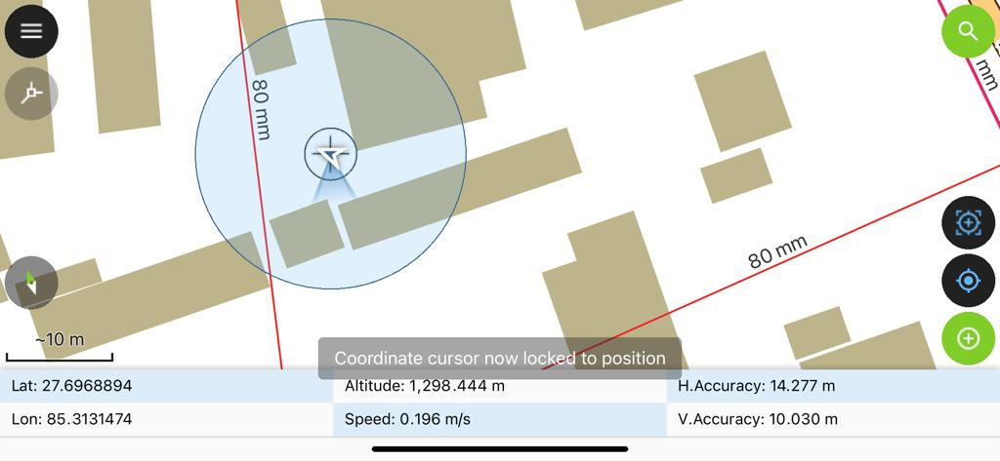 80 mm
mm
80 mm
~10 m
Coordinate cursor now locked to position
Lat: 27.6968894
Altitude: 1,298.444 m
H.Accuracy: 14.277 m
Lon: 85.3131474
Speed: 0.196 m/s
V.Accuracy: 10.030 m